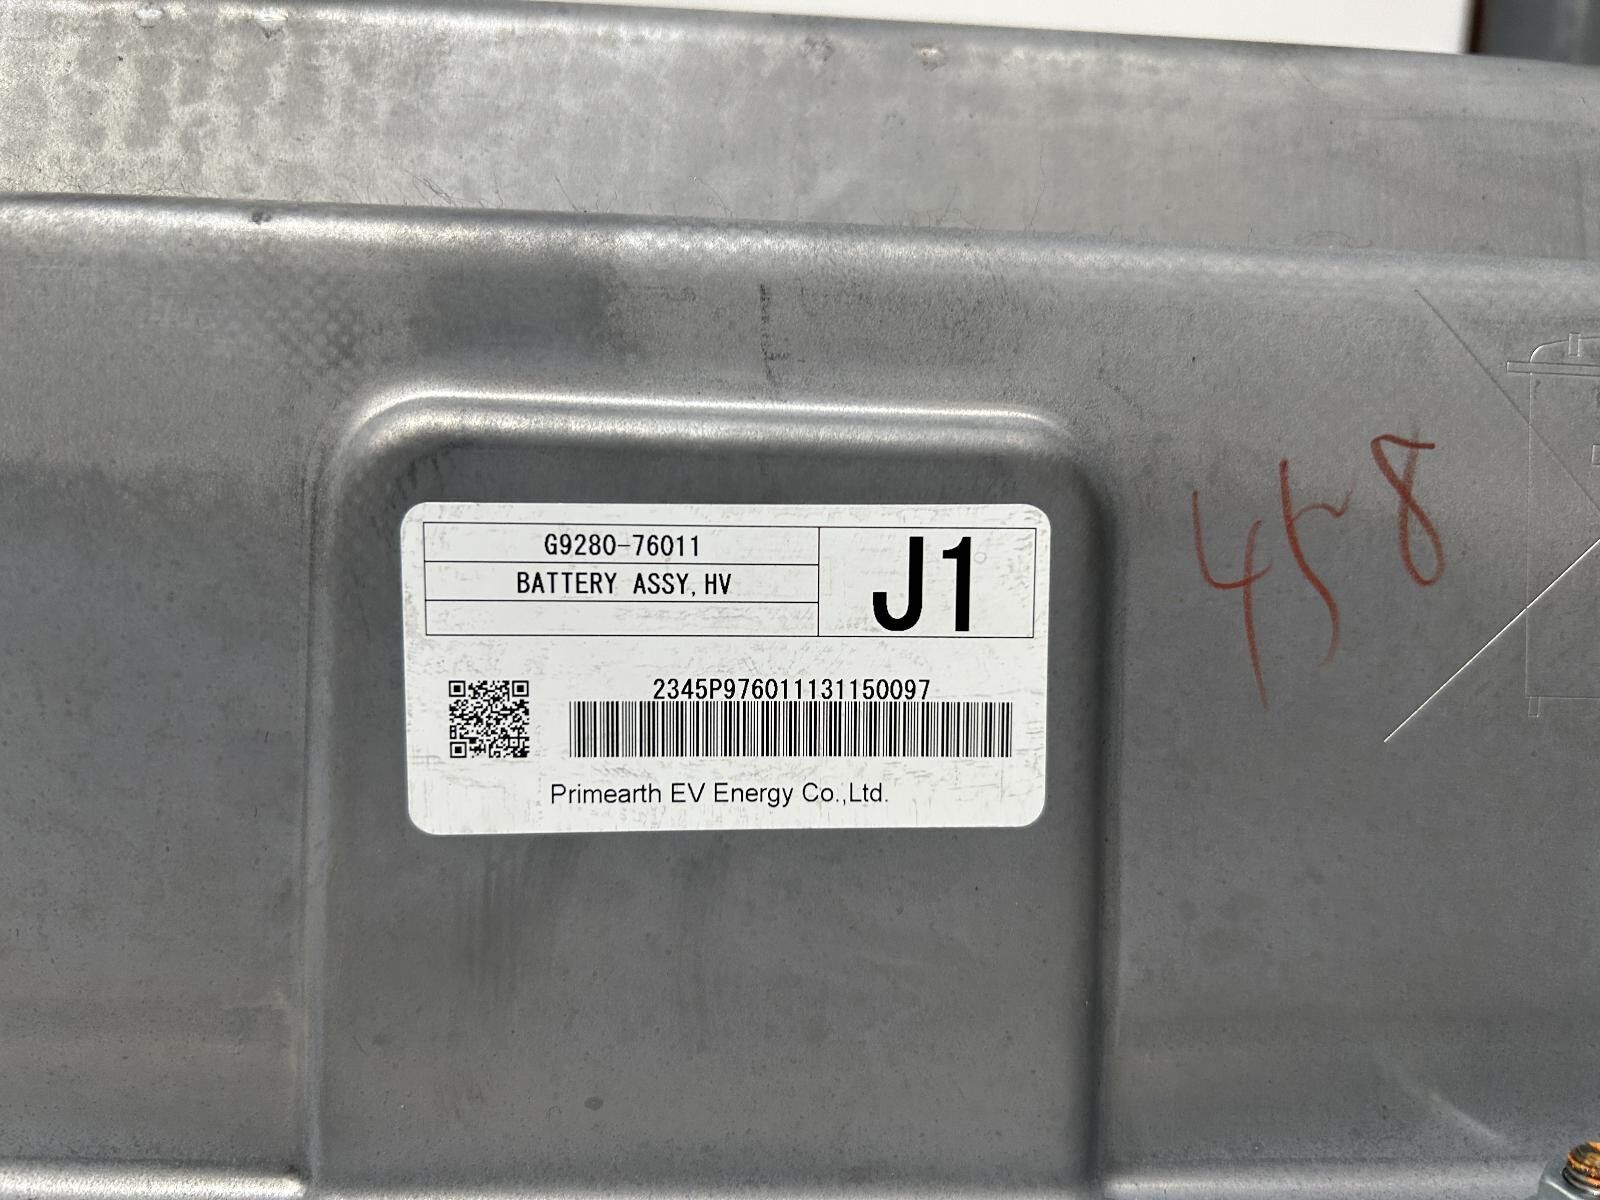 G9280-76011
BATTERY ASSY,HV
J1
2345P976011131150097
Primearth EV Energy Co.,Ltd.
458